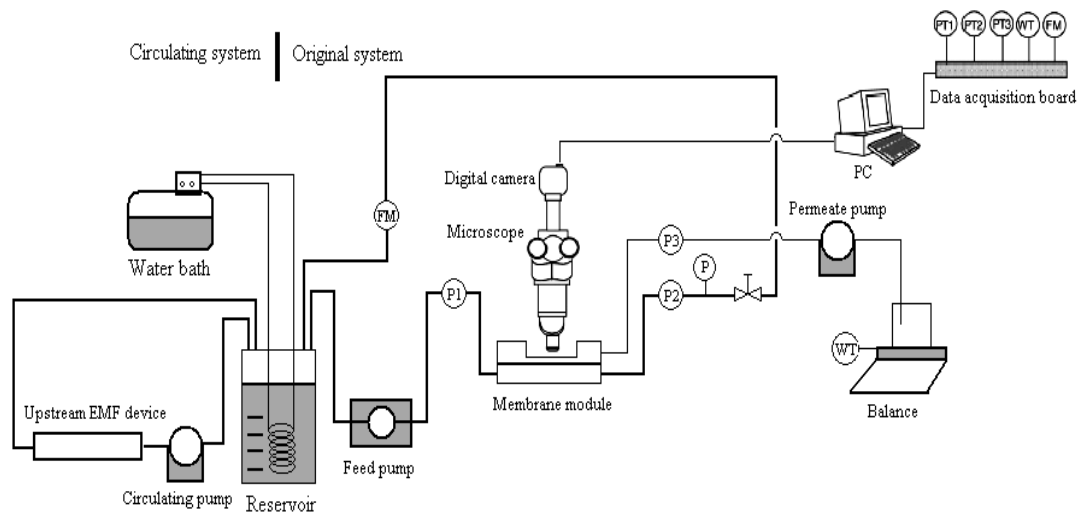 PT1 PT2 PT3 WT FM
Circulating system Original system
Data acquisition board
PC
Digital camera
Permeate pump
FM
Microscope
P3
Water bath
P
P1
P2
WT
Membrane module
Balance
Upstream EMF device
Feed pump
Circulating pump
Reservoir